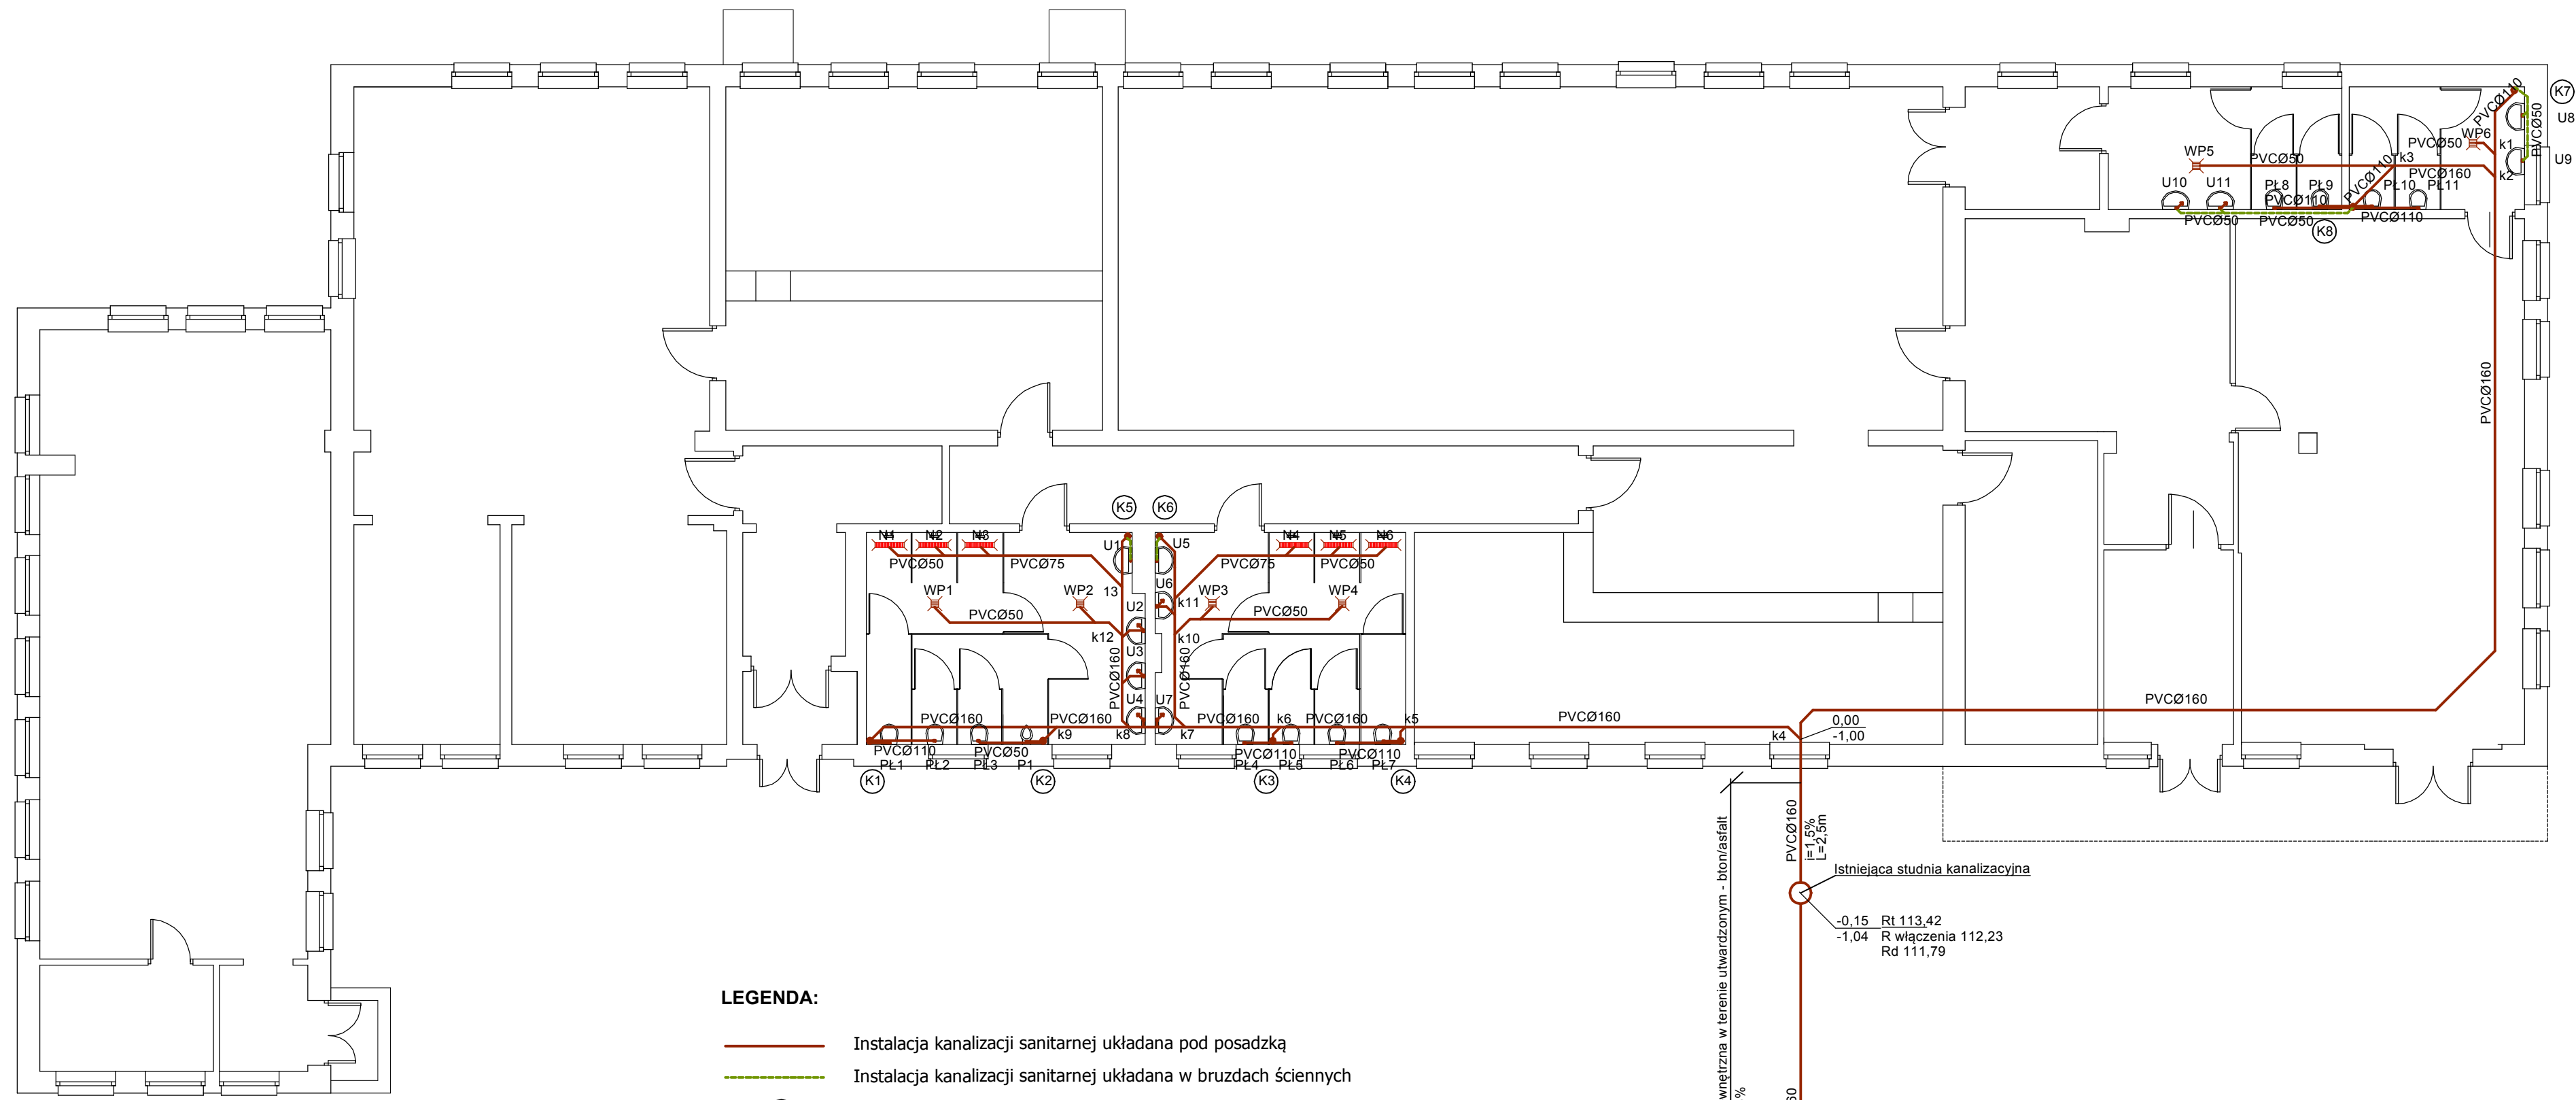 PVCØ110
K7
U8
PVCØ50
WP6
PVCØ50
k1
U9
k2
WP5
PVCØ50
k3
PVCØ110
PVCØ160
U10
U11
PŁ8
PŁ9
PŁ10
PŁ11
PVCØ110
PVCØ50
PVCØ50
PVCØ110
K8
PVCØ160
K5
K6
N1
N2
N3
U1
U5
N4
N5
N6
PVCØ50
PVCØ75
PVCØ75
PVCØ50
WP1
WP2
13
U6
k11
WP3
WP4
PVCØ50
U2
PVCØ50
k12
k10
U3
PVCØ160
PVCØ160
U4
U7
PVCØ160
PVCØ160
PVCØ160
k6
PVCØ160
k5
PVCØ160
PVCØ160
k9
k8
k7
k4
0,00
-1,00
PVCØ110
PVCØ50
PVCØ110
PVCØ110
PŁ1
PŁ2
PŁ3
P1
PŁ4
PŁ5
PŁ6
PŁ7
K1
K2
K3
K4
PVCØ160
i=1,5%
L=2,5m
wnętrzna w terenie utwardzonym - bton/asfalt
%
60
Istniejąca studnia kanalizacyjna
-0,15 Rt 113,42
-1,04 R włączenia 112,23
Rd 111,79
LEGENDA:
Instalacja kanalizacji sanitarnej układana pod posadzką
Instalacja kanalizacji sanitarnej układana w bruzdach ściennych